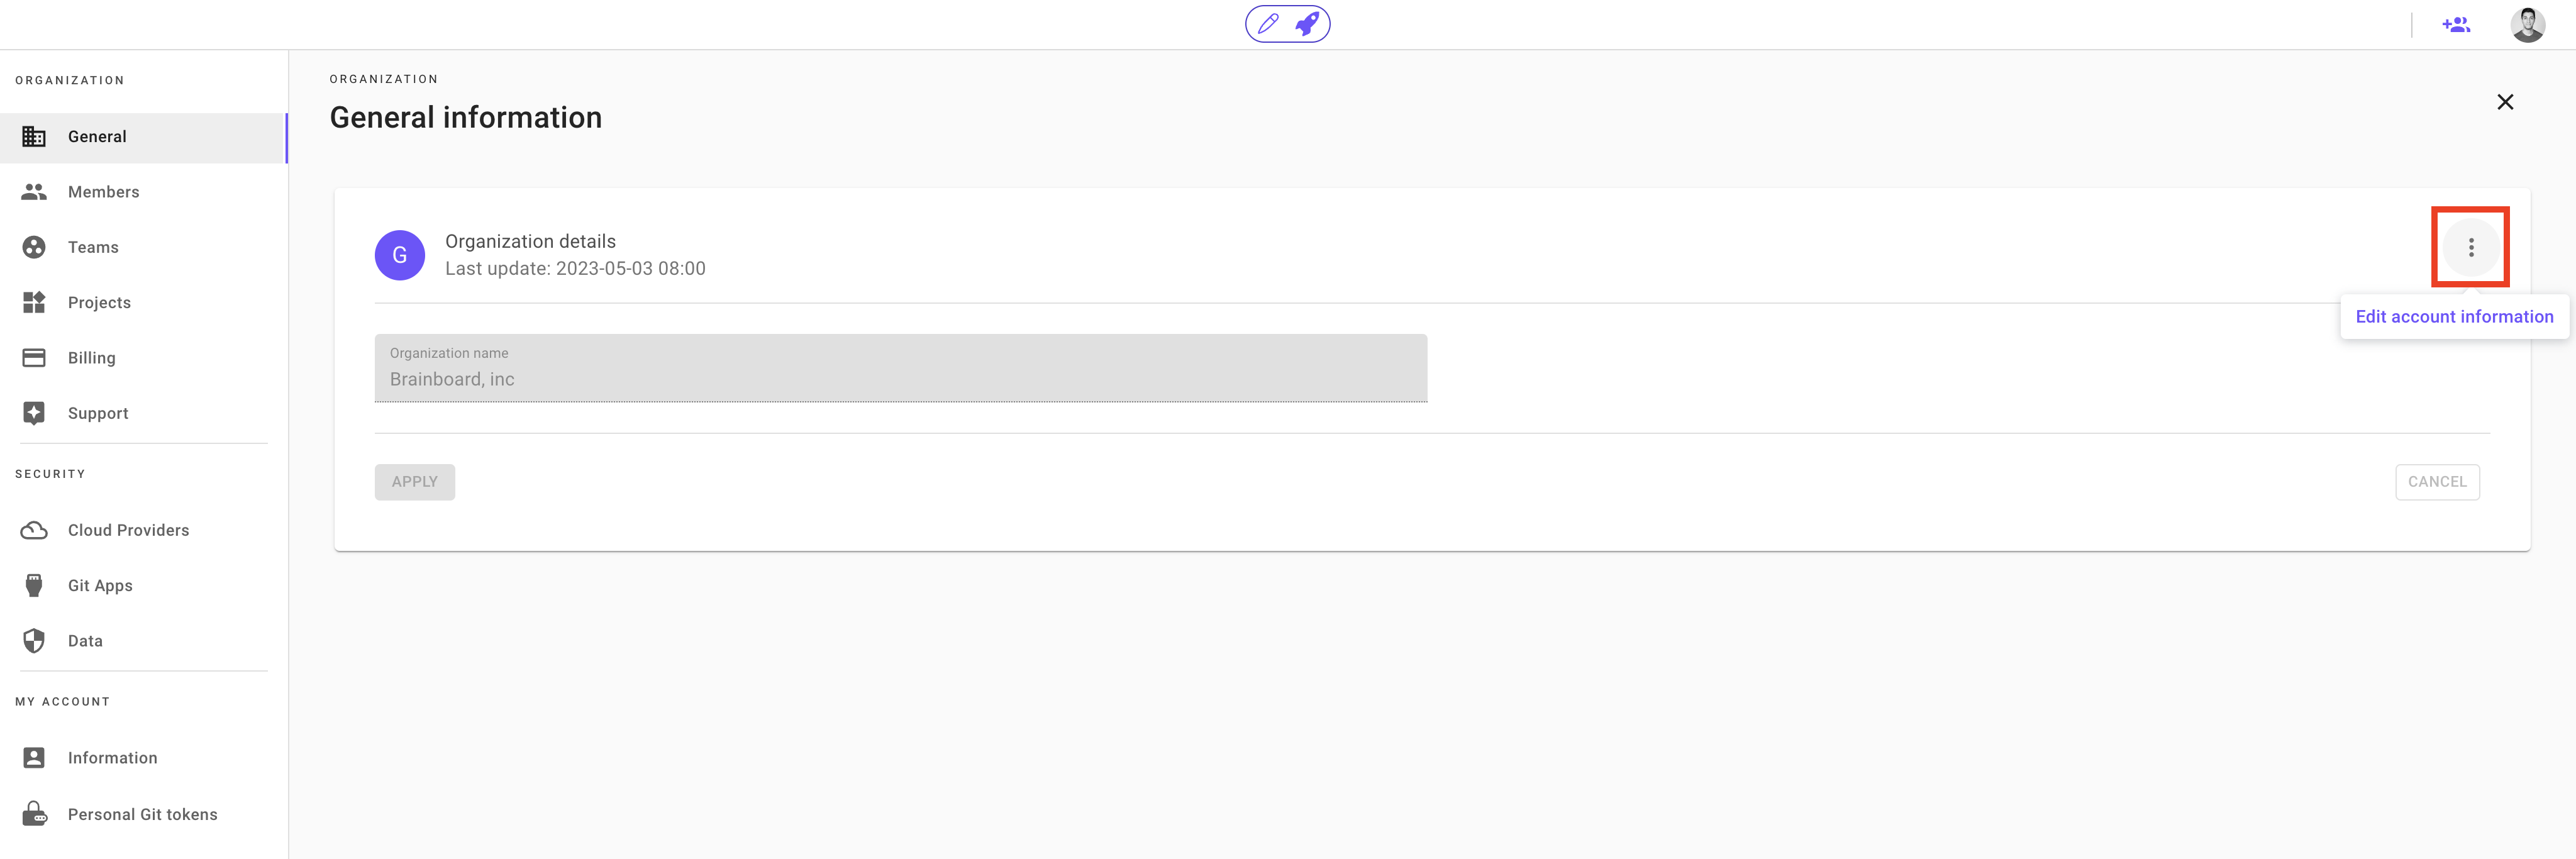 ORGANIZATION
General
Members
Teams
Projects
Billing
Support
SECURITY
Cloud Providers
Git Apps
Data
MY ACCOUNT
Information
Personal Git tokens
ORGANIZATION
General information
G
Organization details
Last update: 2023-05-03 08:00
Edit account information
Organization name
Brainboard, inc
APPLY
CANCEL